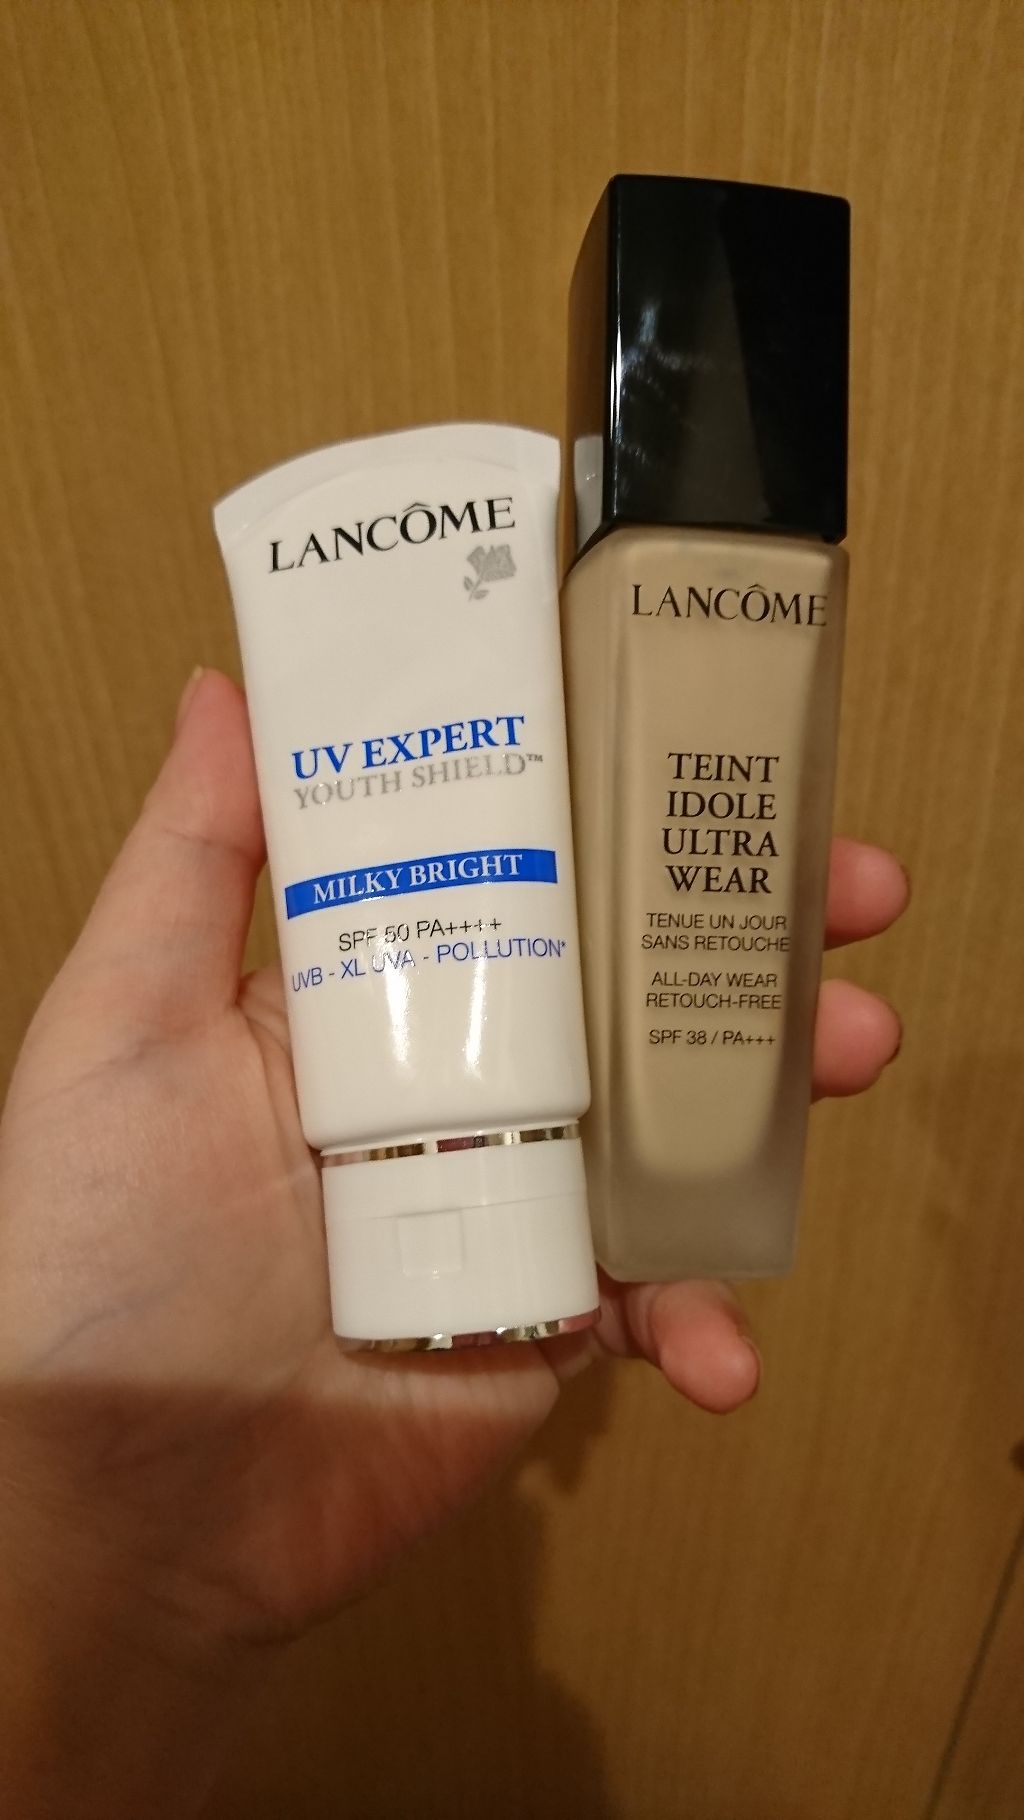 LANCÔME
UV EXPERT
YOUTH SHIELD™
MILKY BRIGHT
SPF 50 PA++++
UVB - XL UVA - POLLUTION*
LANCÔME
TEINT
IDOLE
ULTRA
WEAR
TENUE UN JOUR
SANS RETOUCHE
ALL-DAY WEAR
RETOUCH-FREE
SPF 38 / PA+++